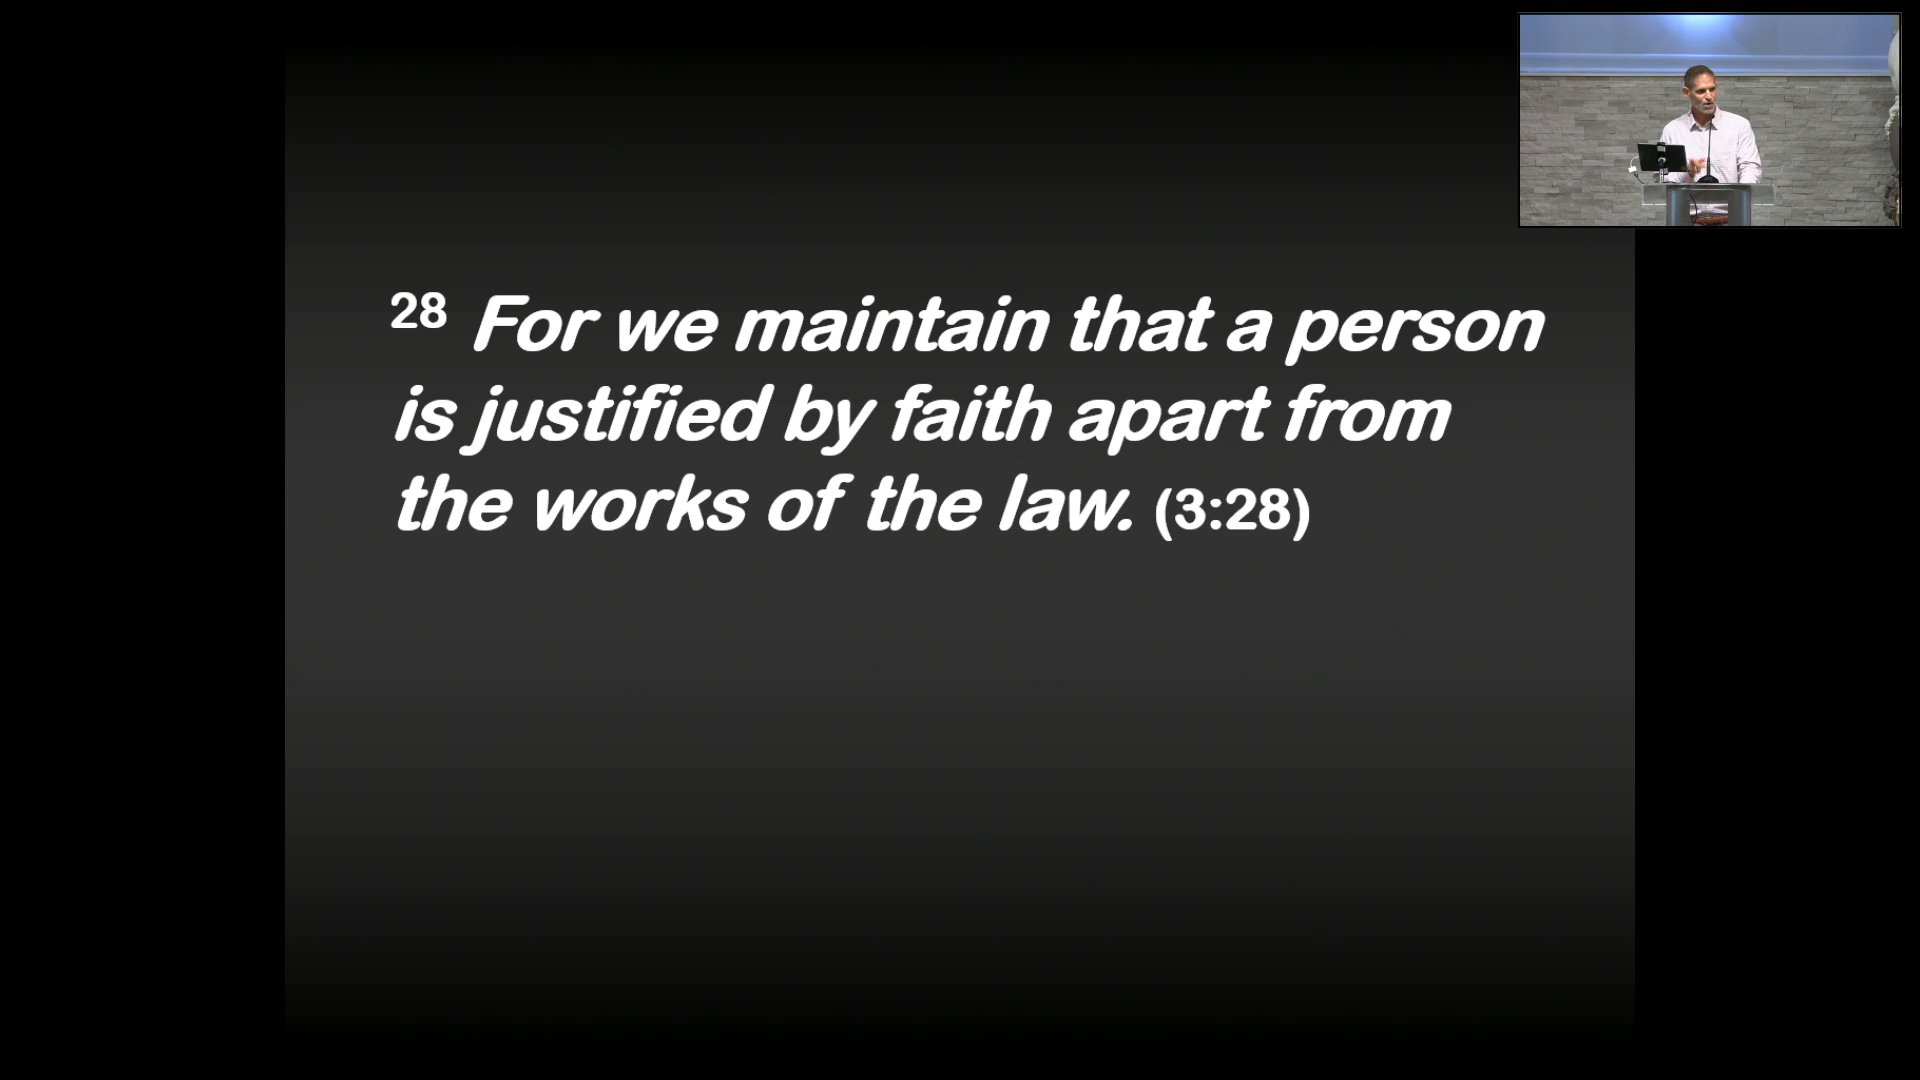 28 For we maintain that a person
is justified by faith apart from
the works of the law. (3:28)